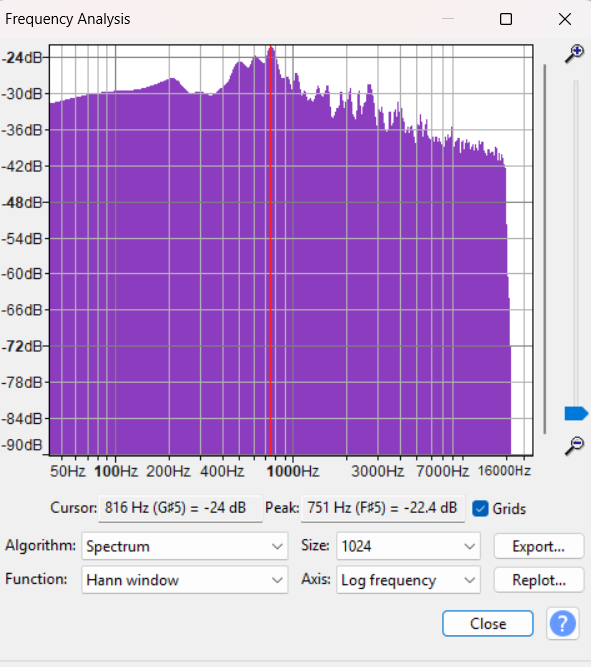 Frequency Analysis
-24dB
-30dB
-36dB
-42dB
-48dB
-54dB
-60dB
-66dB
-72dB
-78dB
-84dB
-90dB
50Hz 100Hz 200Hz 400Hz 1000Hz 3000Hz 7000Hz 16000Hz
Cursor: 816 Hz (G♯5) = -24 dB Peak: 751 Hz (F♯5) = -22.4 dB Grids
Algorithm: Spectrum Size: 1024 Export...
Function: Hann window Axis: Log frequency Replot...
Close ?